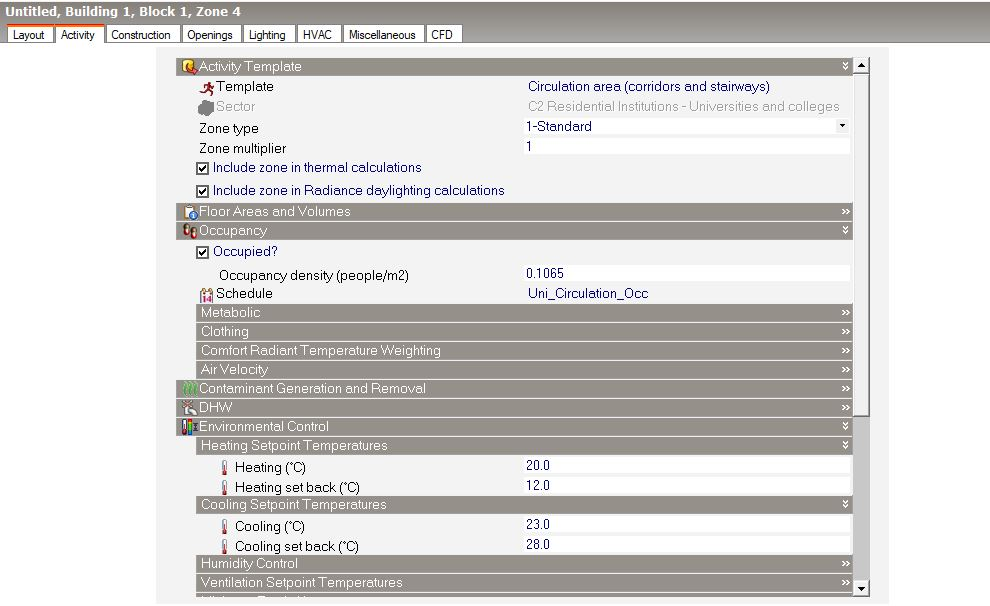 Untitled, Building 1, Block 1, Zone 4
Layout Activity Construction Openings Lighting HVAC Miscellaneous CFD
Activity Template
Template Circulation area (corridors and stairways)
Sector C2 Residential Institutions - Universities and colleges
Zone type 1-Standard
Zone multiplier 1
Include zone in thermal calculations
Include zone in Radiance daylighting calculations
Floor Areas and Volumes
Occupancy
Occupied?
Occupancy density (people/m2) 0.1065
Schedule Uni_Circulation_Occ
Metabolic
Clothing
Comfort Radiant Temperature Weighting
Air Velocity
Contaminant Generation and Removal
DHW
Environmental Control
Heating Setpoint Temperatures
Heating (°C) 20.0
Heating set back (°C) 12.0
Cooling Setpoint Temperatures
Cooling (°C) 23.0
Cooling set back (°C) 28.0
Humidity Control
Ventilation Setpoint Temperatures